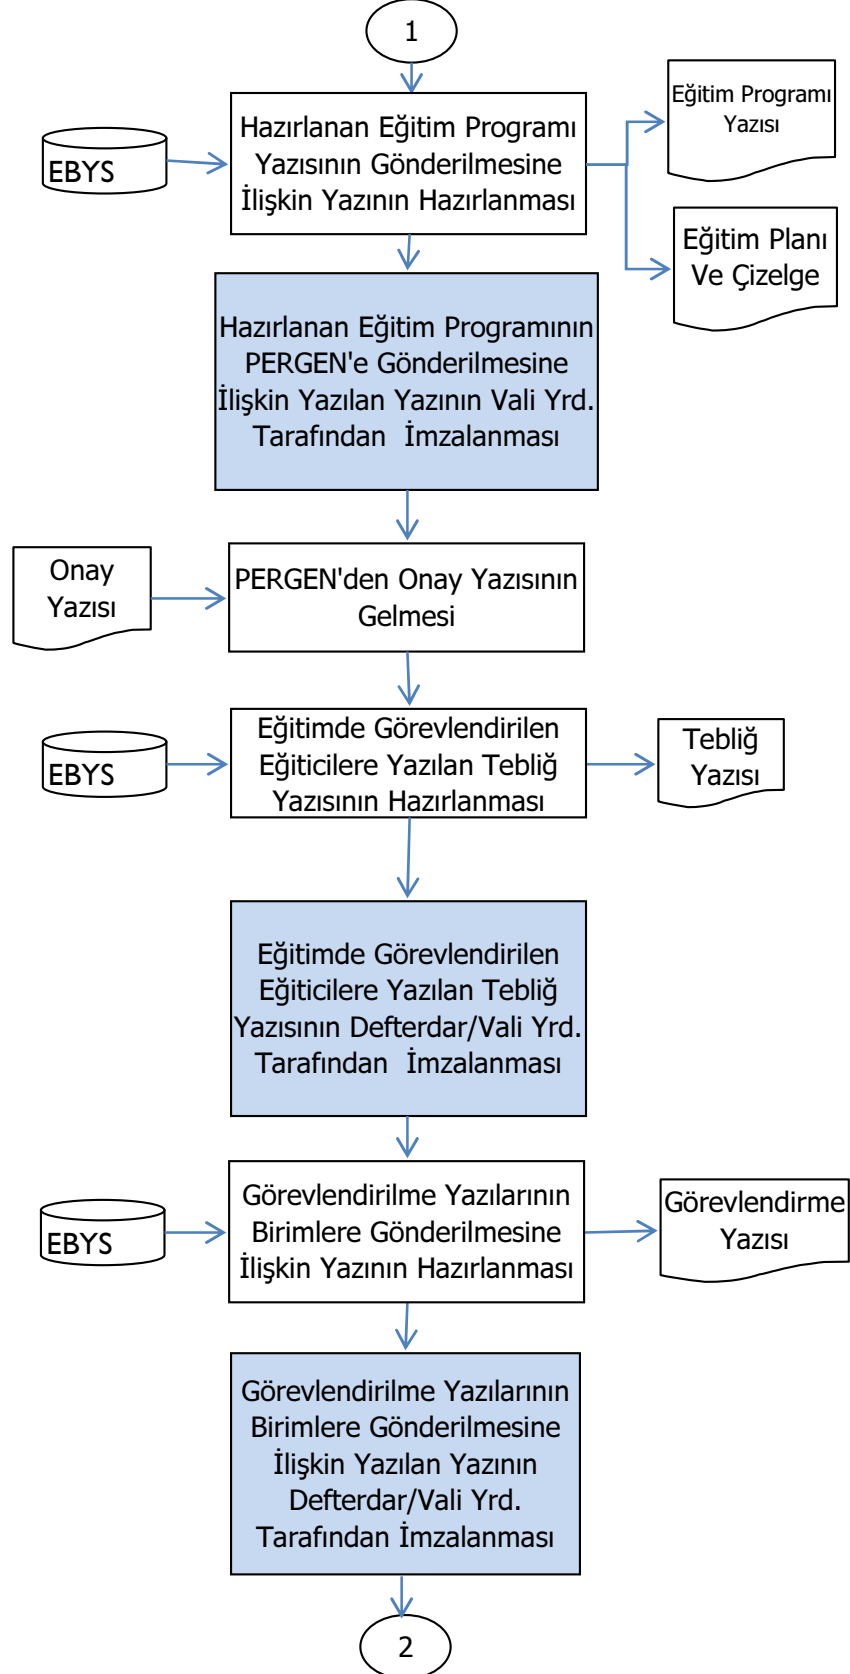 1
Hazırlanan Eğitim Programı
Yazısının Gönderilmesine
İlişkin Yazının Hazırlanması
EBYS
Eğitim Programı
Yazısı
Eğitim Planı
Ve Çizelge
Hazırlanan Eğitim Programının
PERGEN'e Gönderilmesine
İlişkin Yazılan Yazının Vali Yrd.
Tarafından İmzalanması
Onay
Yazısı
PERGEN'den Onay Yazısının
Gelmesi
EBYS
Eğitimde Görevlendirilen
Eğiticilere Yazılan Tebliğ
Yazısının Hazırlanması
Tebliğ
Yazısı
Eğitimde Görevlendirilen
Eğiticilere Yazılan Tebliğ
Yazısının Defterdar/Vali Yrd.
Tarafından İmzalanması
EBYS
Görevlendirilme Yazılarının
Birimlere Gönderilmesine
İlişkin Yazının Hazırlanması
Görevlendirme
Yazısı
Görevlendirilme Yazılarının
Birimlere Gönderilmesine
İlişkin Yazılan Yazının
Defterdar/Vali Yrd.
Tarafından İmzalanması
2